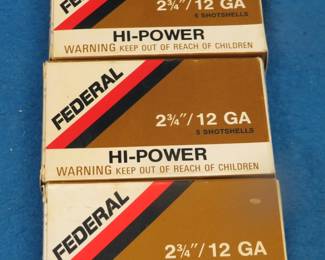 FEDERAL
2¾"/12 GA
5 SHOTSHELLS
HI-POWER
WARNING KEEP OUT OF REACH OF CHILDREN
FEDERAL
2¾"/12 GA
5 SHOTSHELLS
HI-POWER
WARNING KEEP OUT OF REACH OF CHILDREN
FEDERAL
2¾"/12 GA